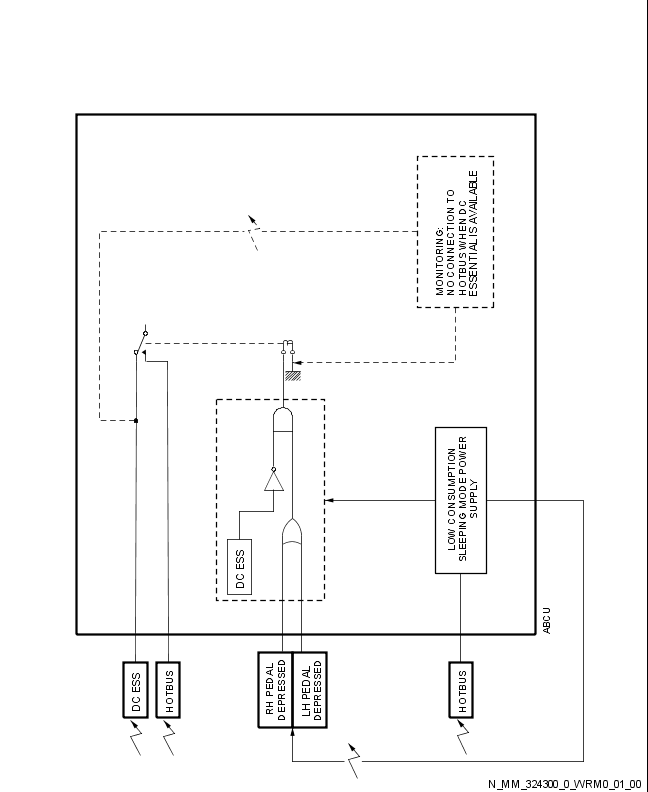 MONITORING:
NO CONNECTION TO
HOTBUS WHEN DC
ESSENTIAL IS AVAILABLE
LOW CONSUMPTION
SLEEPING MODE POWER
SUPPLY
DC ESS
ABCU
DC ESS
HOTBUS
RH PEDAL
DEPRESSED
LH PEDAL
DEPRESSED
HOTBUS
N_MM_324300_0_VVRM0_01_00